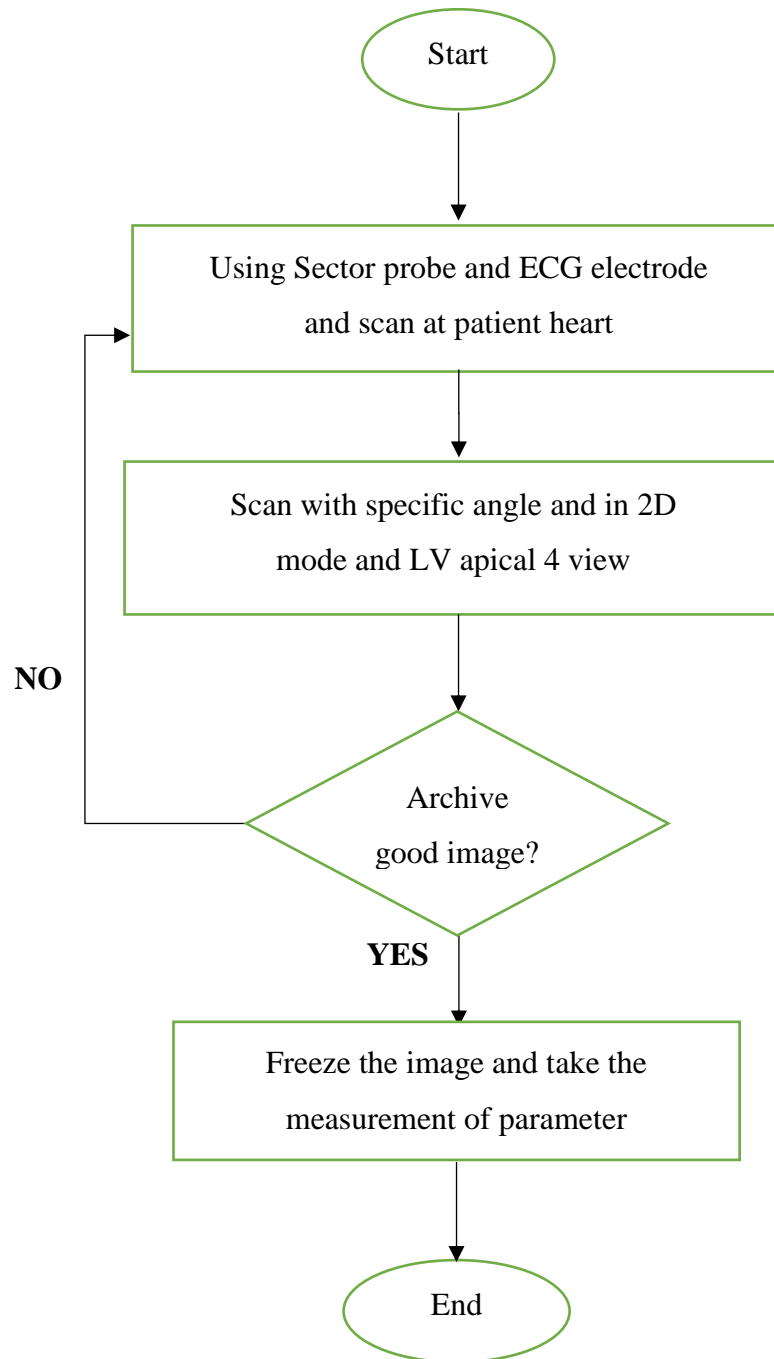 Start
Using Sector probe and ECG electrode
and scan at patient heart
Scan with specific angle and in 2D
mode and LV apical 4 view
NO
Archive
good image?
YES
Freeze the image and take the
measurement of parameter
End